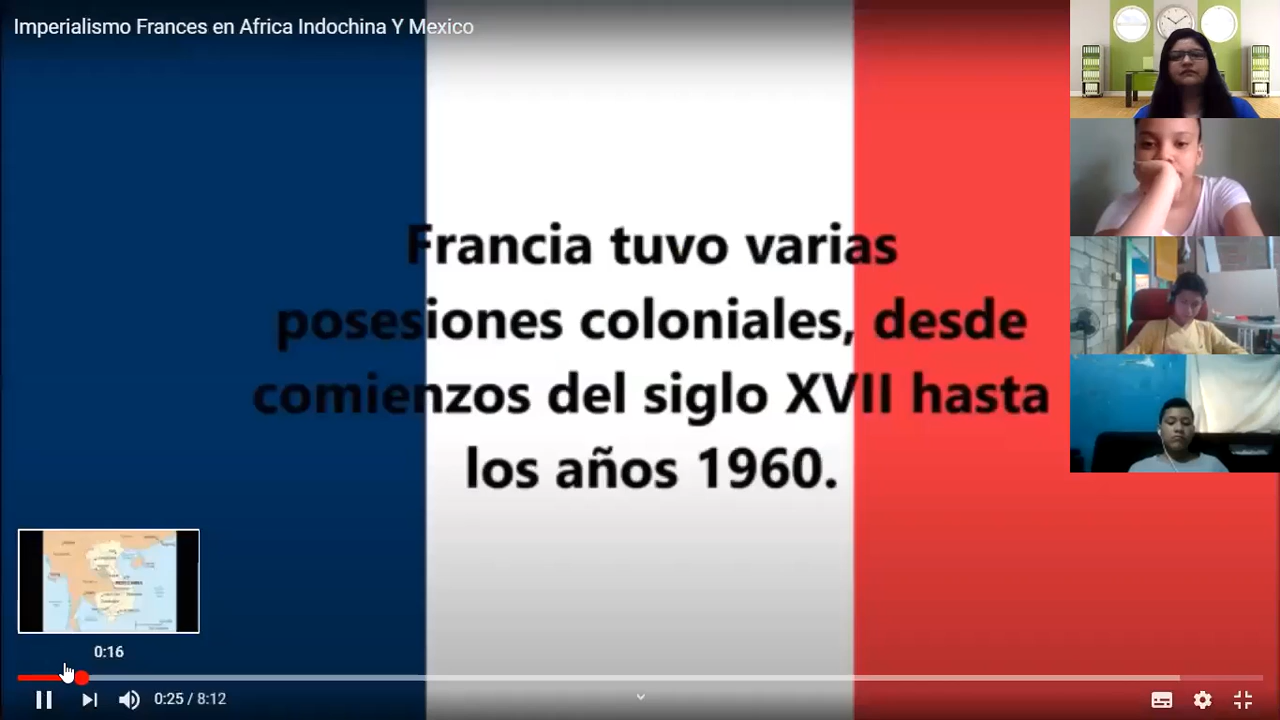 Imperialismo Frances en Africa Indochina Y Mexico
Francia tuvo varias
posesiones coloniales, desde
comienzos del siglo XVII hasta
los años 1960.
0:16
0:25 / 8:12